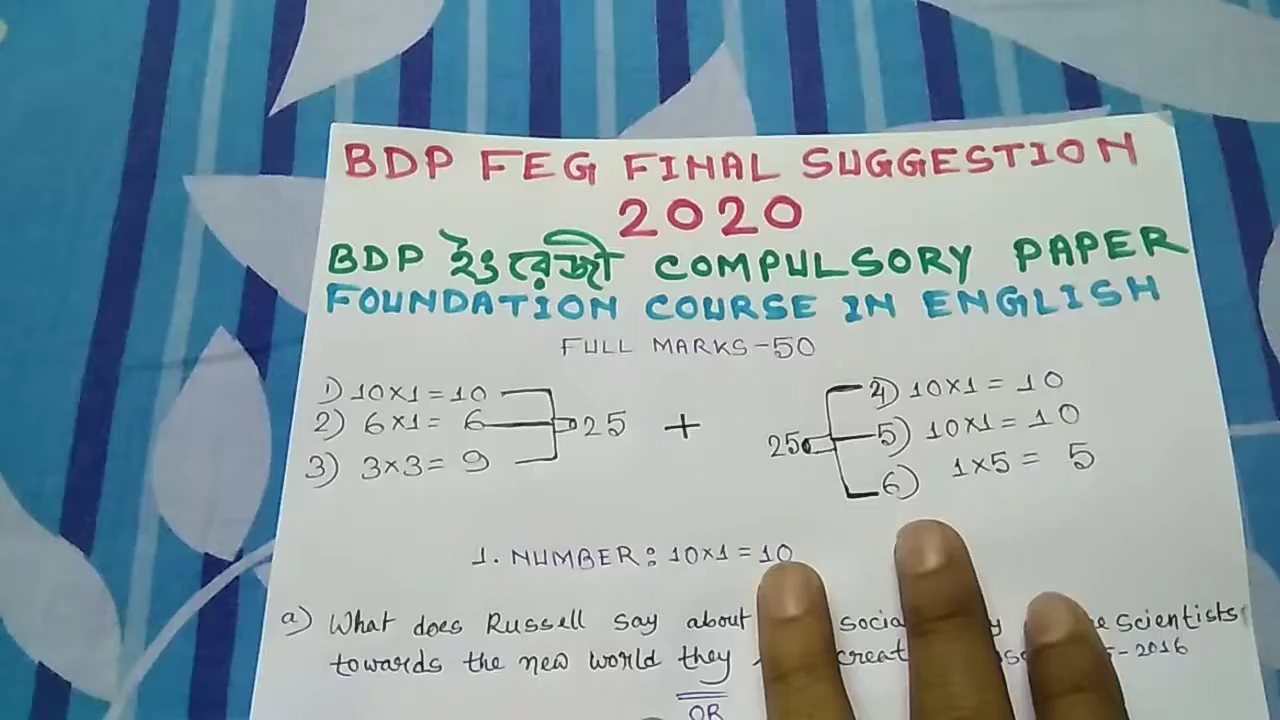 BDP FEG FINAL SUGGESTION
2020
BDP ইংরেজী COMPULSORY PAPER
FOUNDATION COURSE IN ENGLISH
FULL MARKS-50
1) 10×1=10
2) 6×1= 6
3) 3×3= 9
25 + 25
4) 10×1= 10
5) 10×1= 10
6) 1×5= 5
1. NUMBER: 10×1=10
a) What does Russell say about scientists
towards the new world they -2016
OR